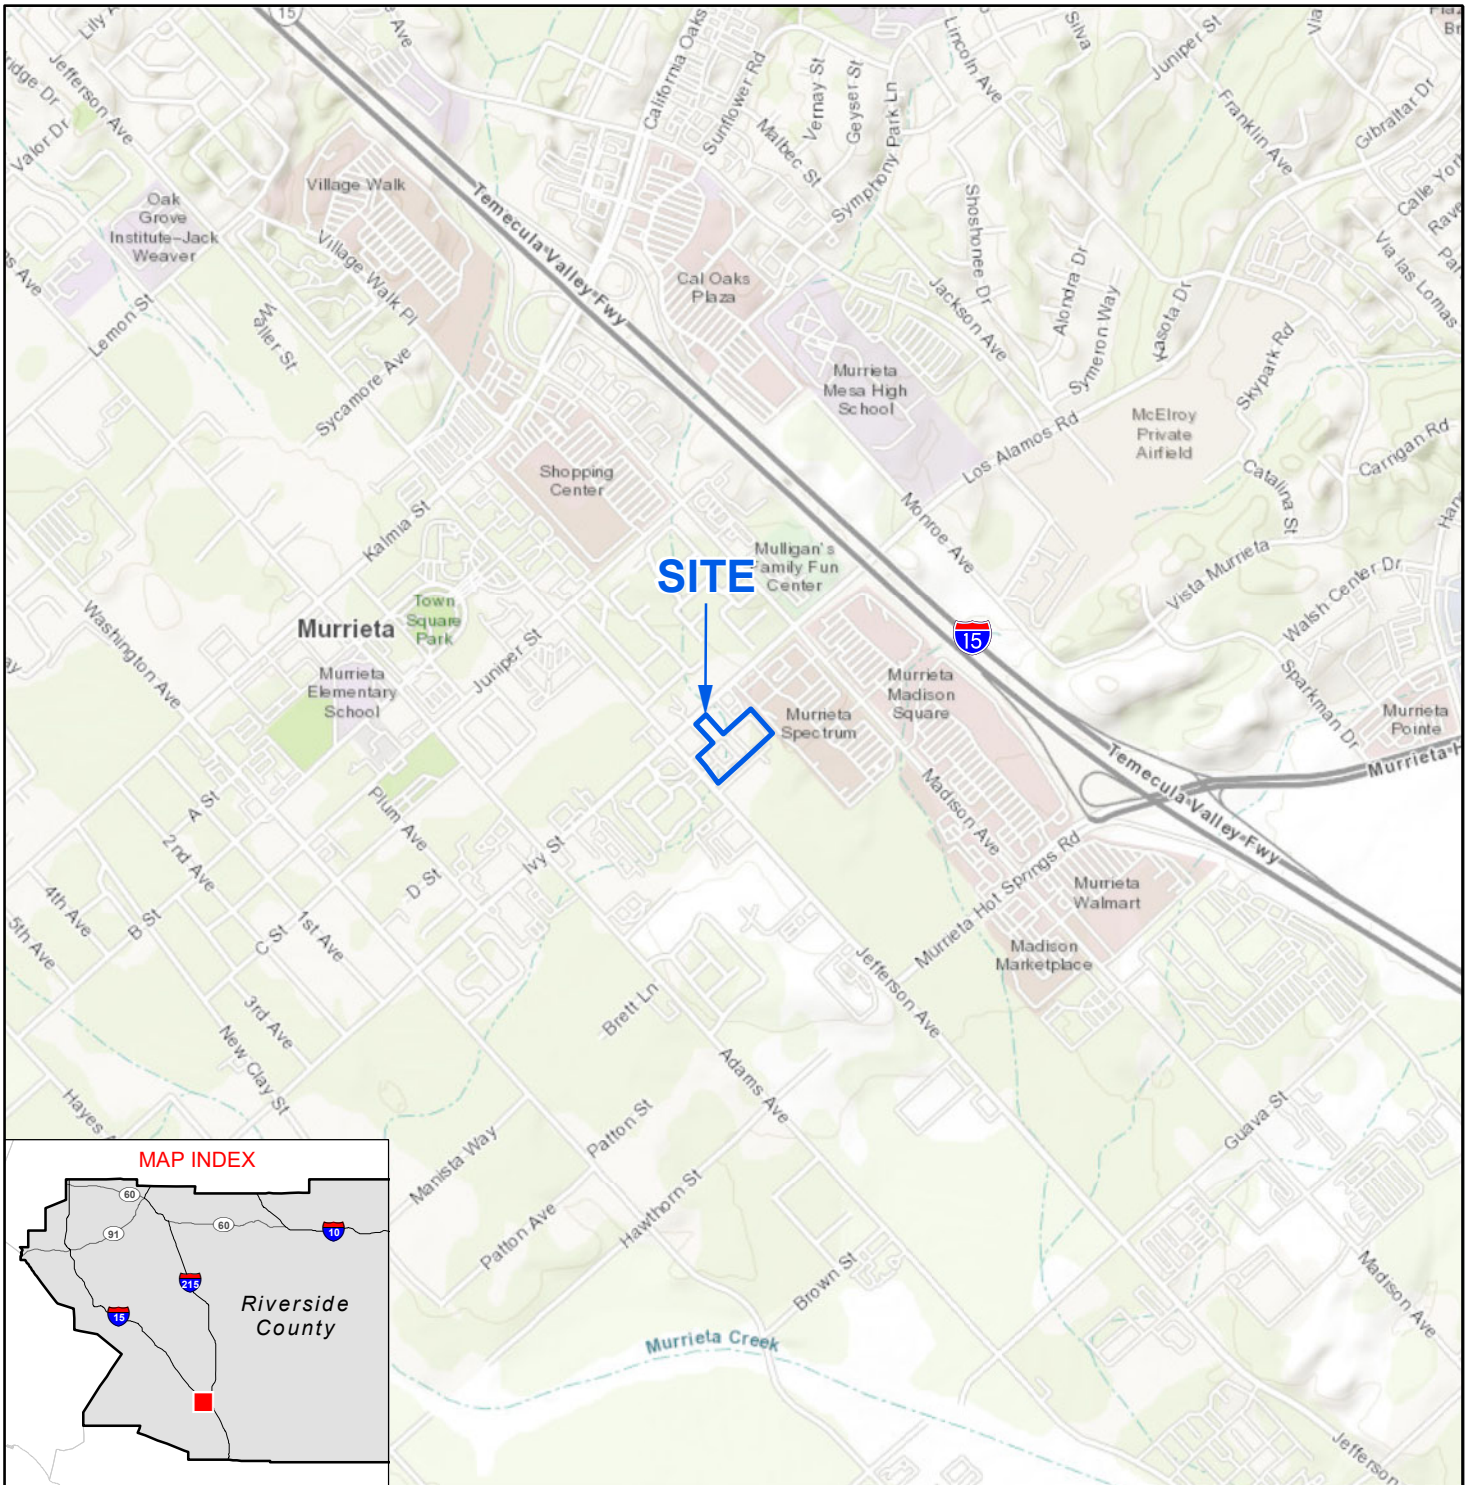 15
Lily
Jefferson Ave
Valor Dr
Ave
California Oaks
Sunflower Rd
Vernay St
Geyser St
Malbec St
Symphony Park Ln
Lincoln Ave
Silva
Juniper St
Via
Franklin Ave
Gibraltar Dr
Village Walk
Oak
Grove
Institute–Jack
Weaver
Village Walk Pl
Temecula Valley Fwy
Cal Oaks
Plaza
Shoshonee Dr
Jackson Ave
Alondra Dr
Symeron Way
Yasota Dr
Skypark Rd
Via las Lomas
Lemon St
Sycamore Ave
Murrieta
Mesa High
School
Los Alamos Rd
McElroy
Private
Airfield
Carrigan Rd
Catalina St
Shopping
Center
Kalmia St
Monroe Ave
Mulligan's
Family Fun
Center
SITE
Vista Murrieta
Walsh Center Dr
Washington Ave
Murrieta
Town
Square
Park
15
Juniper St
Murrieta
Elementary
School
Murrieta
Madison
Square
Murrieta
Spectrum
Sparkman Dr
Murrieta
Pointe
Temecula Valley Fwy
A St
2nd Ave
Plum Ave
D St
Ivy St
Madison Ave
Murrieta Hot Springs Rd
Murrieta
Walmart
4th Ave
5th Ave
B St
C St
1st Ave
Madison
Marketplace
Jefferson Ave
3rd Ave
New Clay St
Brett Ln
Adams Ave
Hayes
Patton St
Guava St
Manista Way
Hawthorn St
Patton Ave
Brown St
Madison Ave
Murrieta Creek
Jefferson
MAP INDEX
60
91
60
10
215
15
Riverside
County